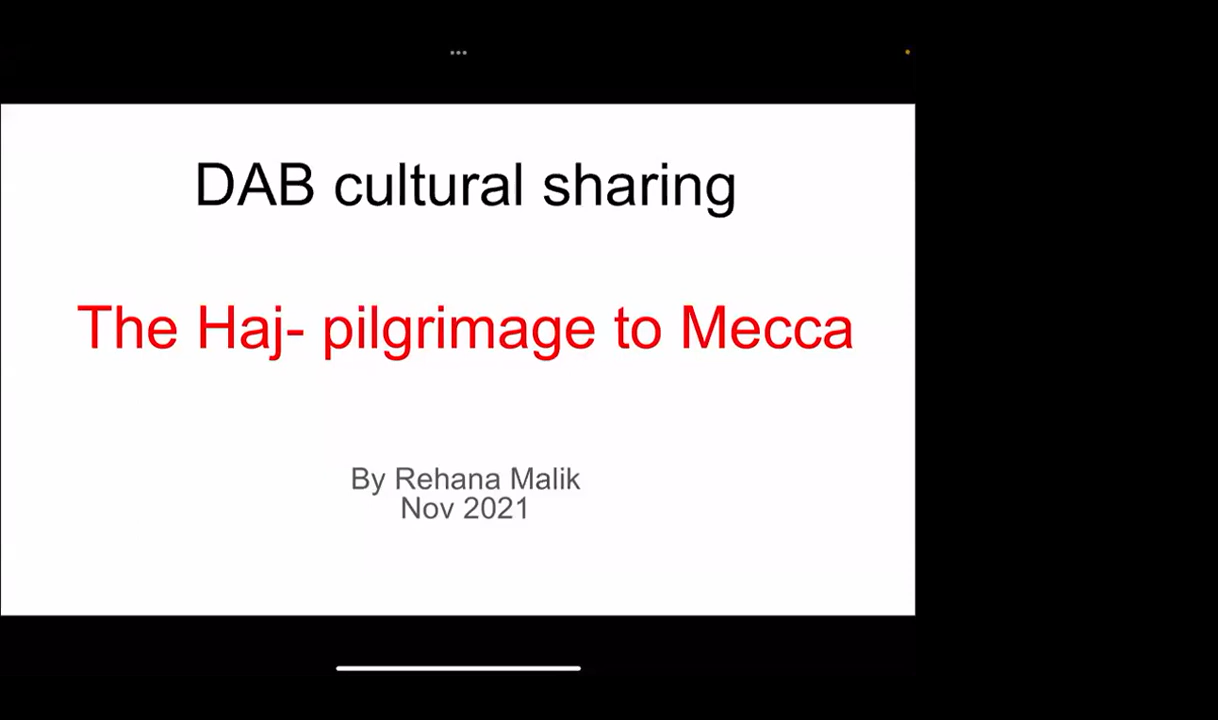 DAB cultural sharing
The Haj- pilgrimage to Mecca
By Rehana Malik
Nov 2021